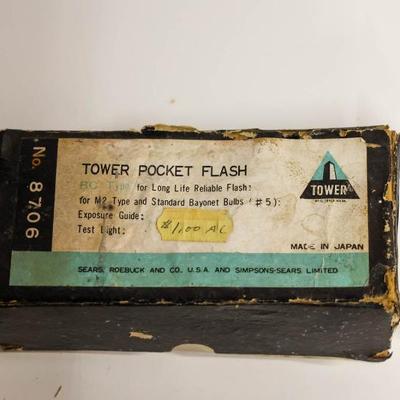 No. 8706
TOWER POCKET FLASH
BC Type for Long Life Reliable Flash:
for M2 Type and Standard Bayonet Bulbs (#5):
Exposure Guide:
Test Light:
$1.00 AC
TOWER
MADE IN JAPAN
SEARS, ROEBUCK AND CO., U.S.A. AND SIMPSONS-SEARS, LIMITED